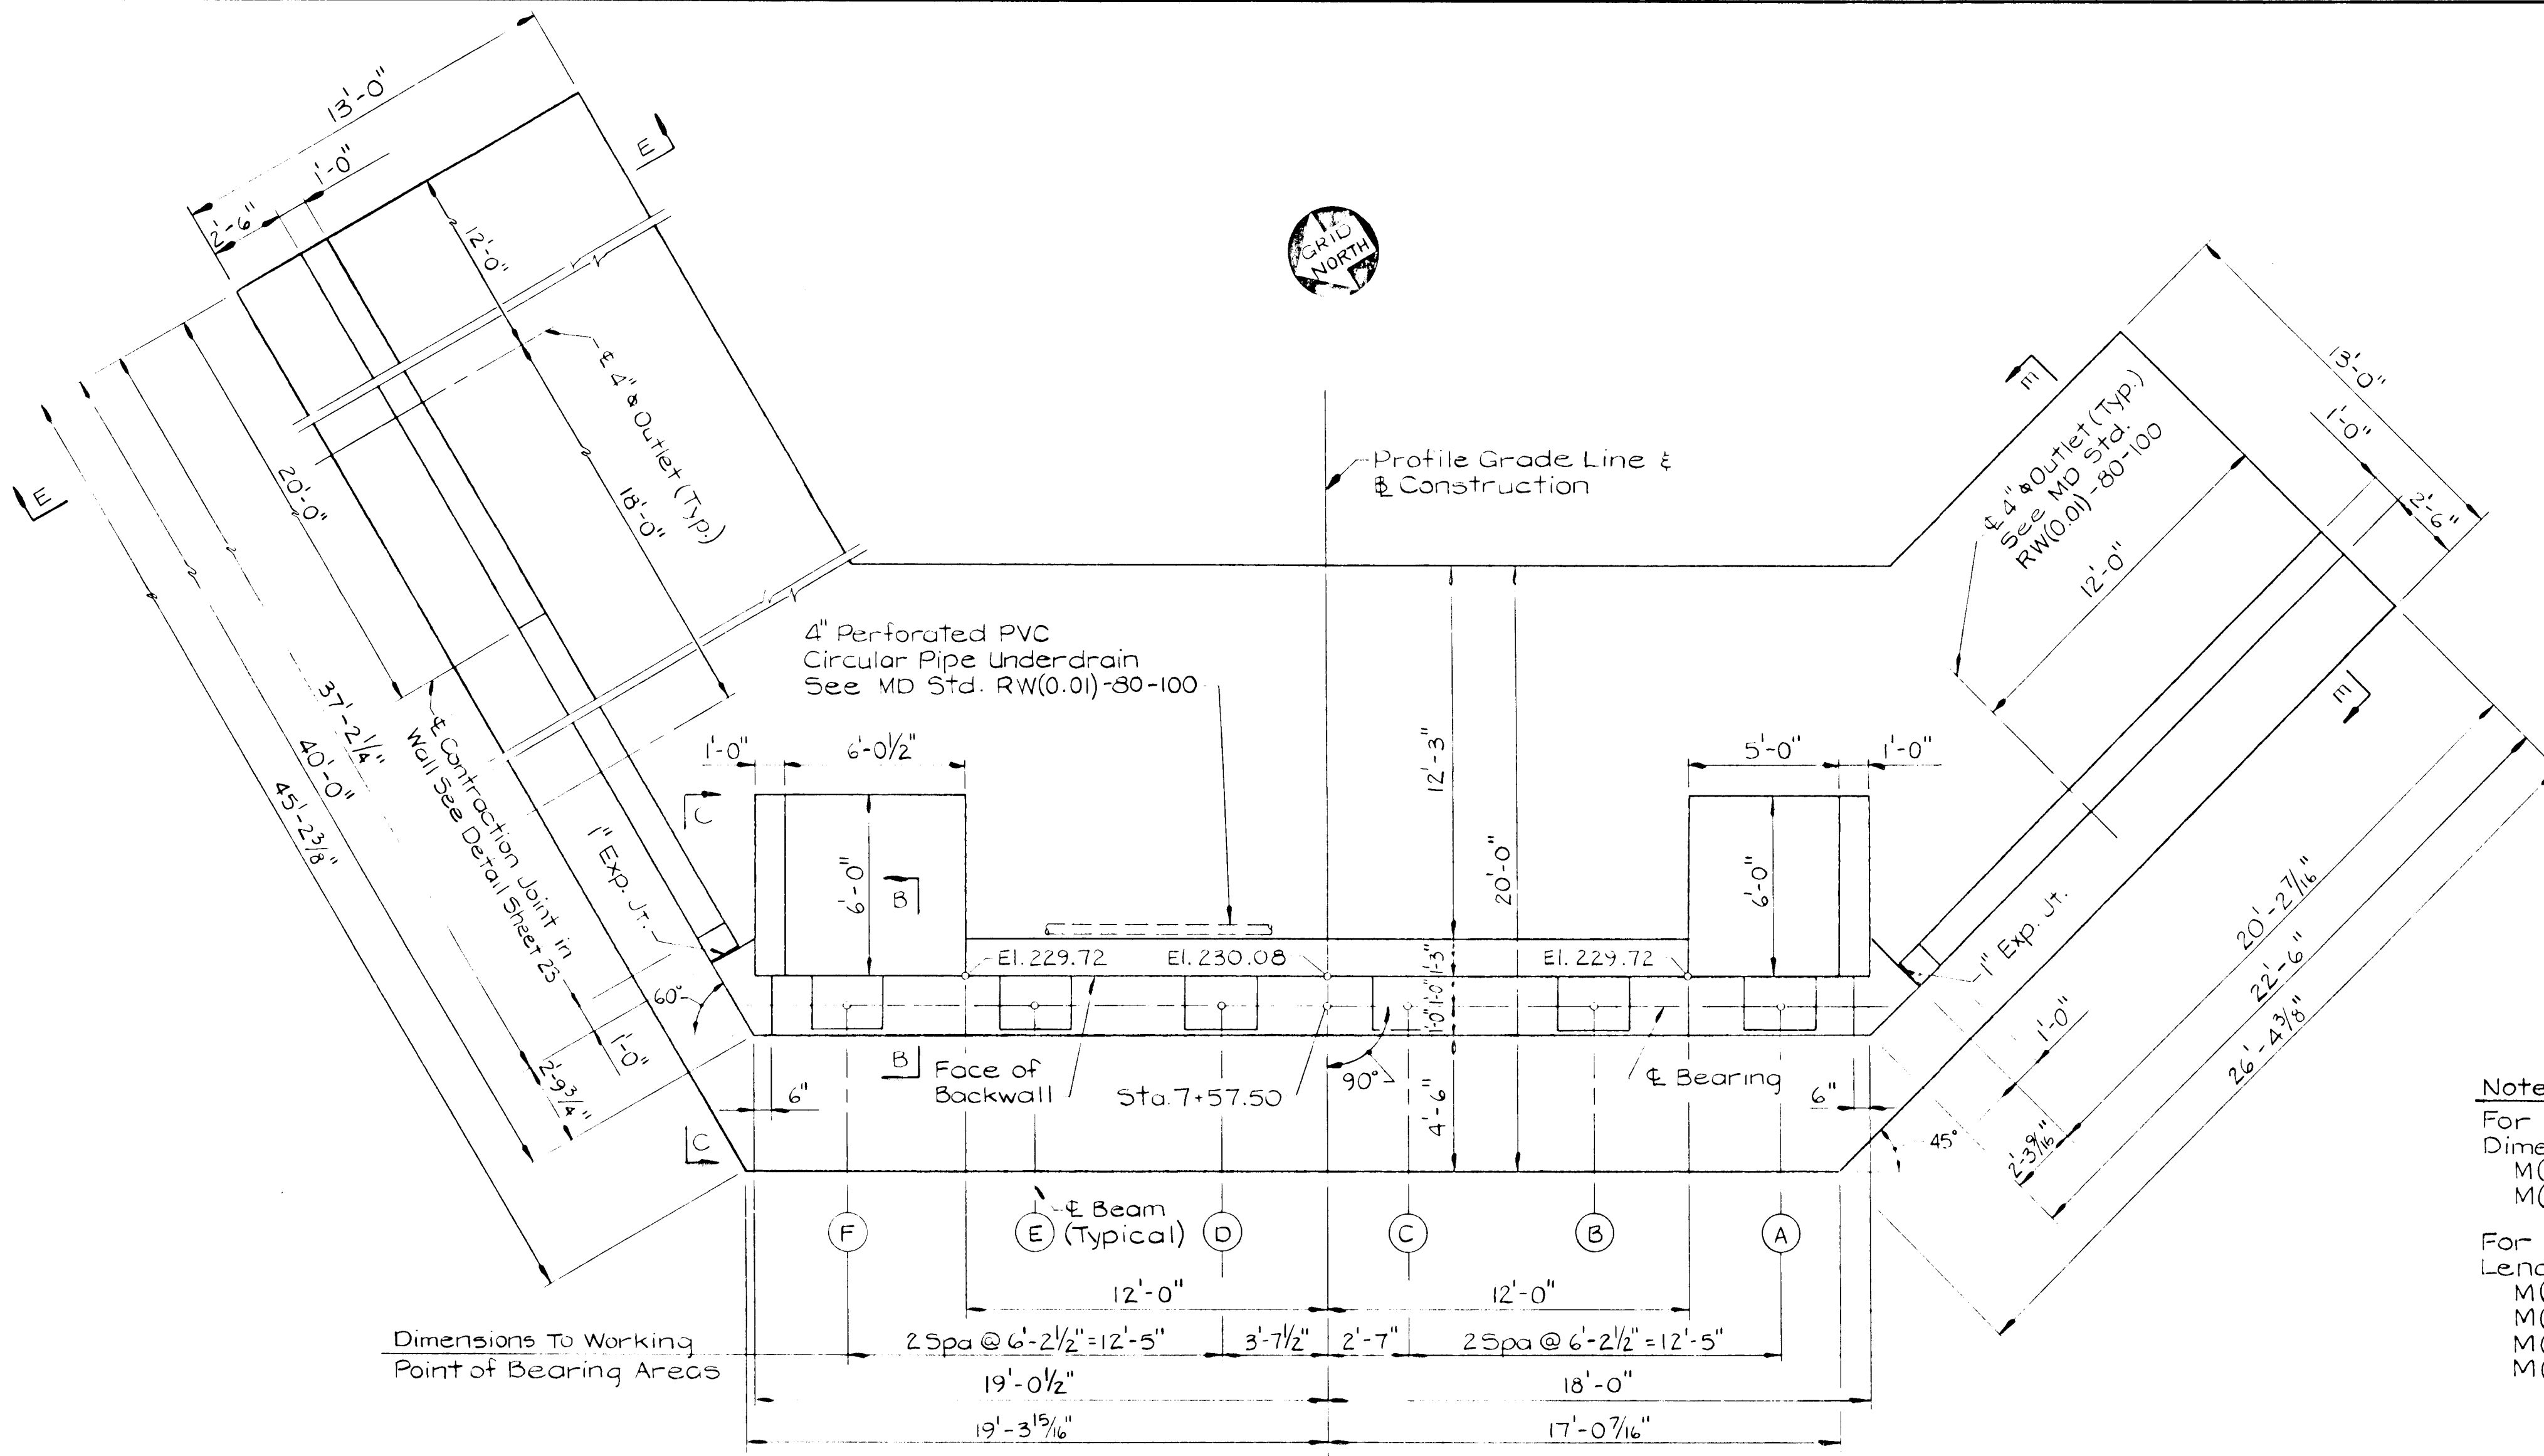 13'-0"
1'-0"
2'-6"
E
12'-0"
GRID
NORTH
13'-0"
1'-0"
2'-6"
E
℄ 4"⌀ Outlet (Typ.)
See MD Std.
RW(0.01)-80-100
12'-0"
℄ 4"⌀ Outlet (Typ.)
18'-0"
20'-0"
E
Profile Grade Line &
℄ Construction
4" Perforated PVC
Circular Pipe Underdrain
See MD Std. RW(0.01)-80-100
E
37'-2 1/4"
40'-0"
45'-2 3/8"
℄ Contraction Joint in
Wall See Detail Sheet 23
1" Exp. Jt.
1'-0"
6'-0 1/2"
12'-3"
20'-0"
5'-0"
1'-0"
C
6'-0"
B
6'-0"
El. 229.72
El. 230.08
El. 229.72
1'-3"
1'-0"
1'-0"
4'-6"
1" Exp. Jt.
20'-2 7/16"
22'-6"
26'-4 3/8"
60°
1'-0"
2'-9 3/4"
6"
B
Face of
Backwall
Sta. 7+57.50
90°
℄ Bearing
6"
1'-0"
2'-3 9/16"
45°
C
℄ Beam
(Typical)
F
E
D
C
B
A
12'-0"
12'-0"
Dimensions To Working
Point of Bearing Areas
2 Spa @ 6'-2 1/2" = 12'-5"
3'-7 1/2"
2'-7"
2 Spa @ 6'-2 1/2" = 12'-5"
19'-0 1/2"
18'-0"
19'-3 15/16"
17'-0 7/16"
Note
For
Dime
M(
M(
For
Leng
M(
M(
M(
M(